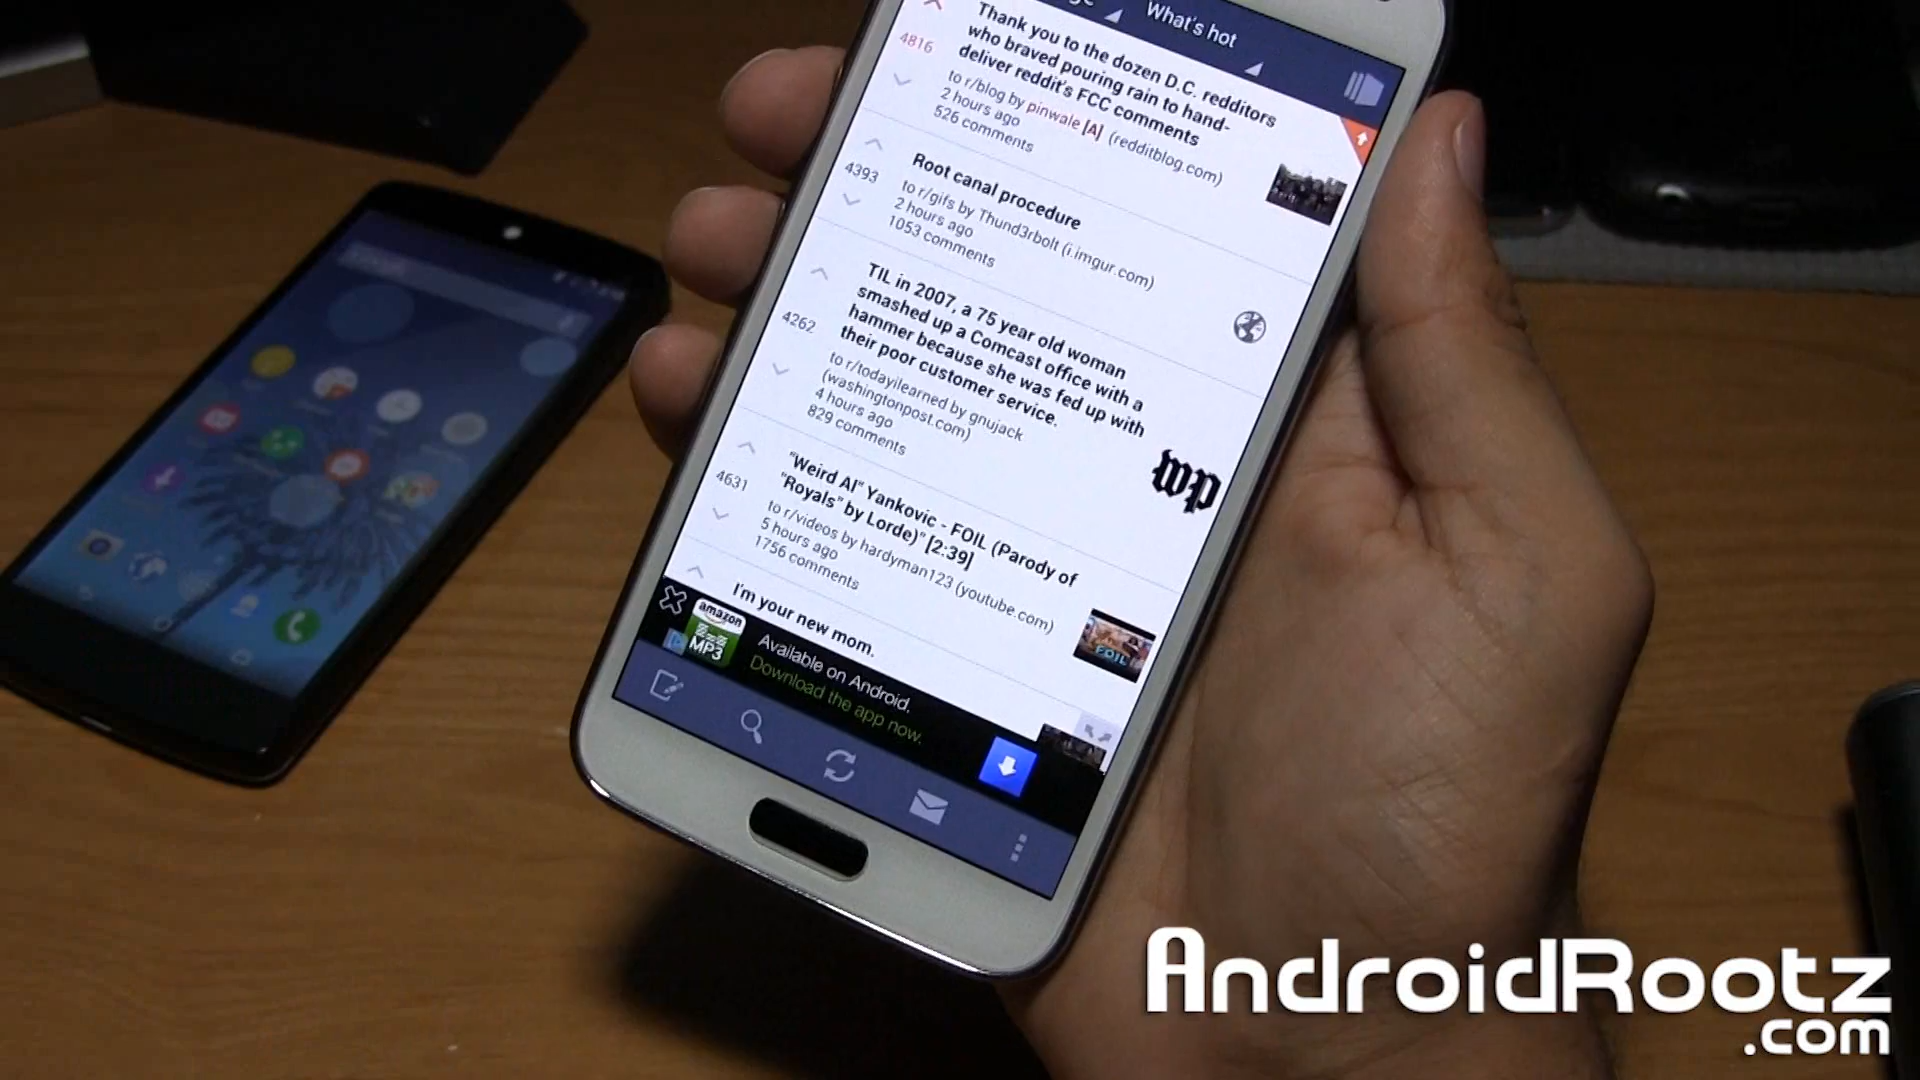 What's hot
Thank you to the dozen D.C. redditors
who braved pouring rain to hand-
deliver reddit's FCC comments
4816
to r/blog by pinwale [A] (redditblog.com)
2 hours ago
526 comments
Root canal procedure
4393
to r/gifs by Thund3rbolt (i.imgur.com)
2 hours ago
1053 comments
TIL in 2007, a 75 year old woman
smashed up a Comcast office with a
hammer because she was fed up with
their poor customer service.
4262
to r/todayilearned by gnujack
(washingtonpost.com)
4 hours ago
829 comments
wp
"Weird Al" Yankovic - FOIL (Parody of
"Royals" by Lorde)" [2:39]
4631
to r/videos by hardyman123 (youtube.com)
5 hours ago
1756 comments
FOIL
I'm your new mom.
amazon
MP3
Available on Android.
Download the app now.
AndroidRootz
.com